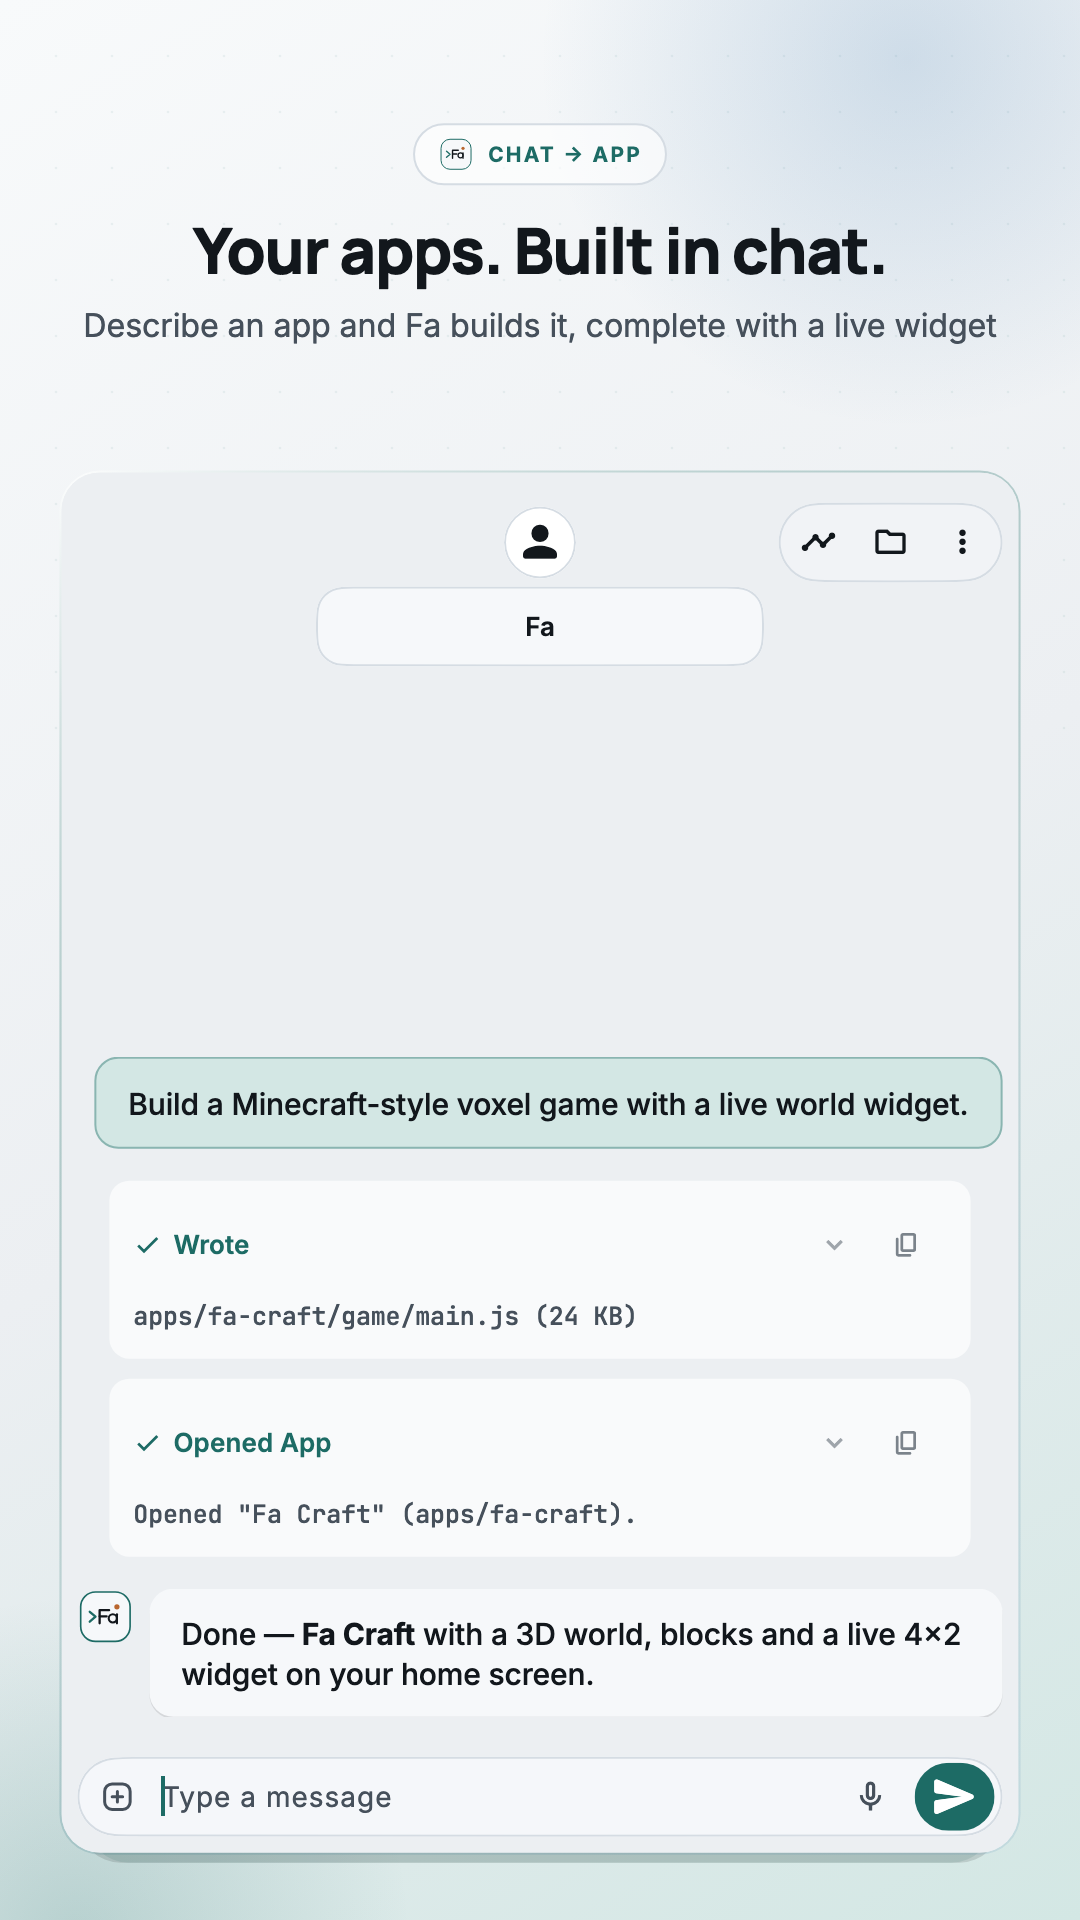 >Fa CHAT → APP
Your apps. Built in chat.
Describe an app and Fa builds it, complete with a live widget
Fa
Build a Minecraft-style voxel game with a live world widget.
Wrote
apps/fa-craft/game/main.js (24 KB)
Opened App
Opened "Fa Craft" (apps/fa-craft).
>Fa
Done — Fa Craft with a 3D world, blocks and a live 4×2
widget on your home screen.
Type a message